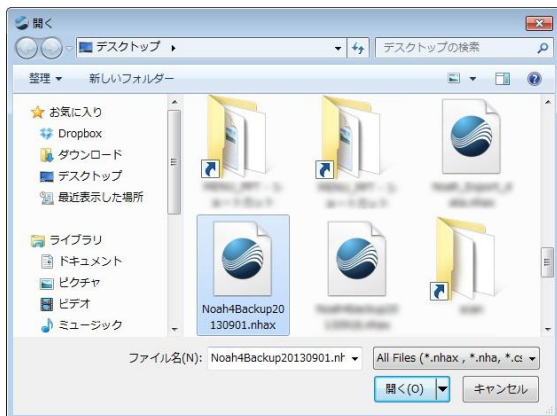 開く
デスクトップ
デスクトップの検索
整理
新しいフォルダー
お気に入り
Dropbox
ダウンロード
デスクトップ
最近表示した場所
ライブラリ
ドキュメント
ピクチャ
ビデオ
ミュージック
Noah4Backup20
130901.nhax
ファイル名(N):
Noah4Backup20130901.nh
All Files (*.nhax , *.nha, *.cs
開く(O)
キャンセル